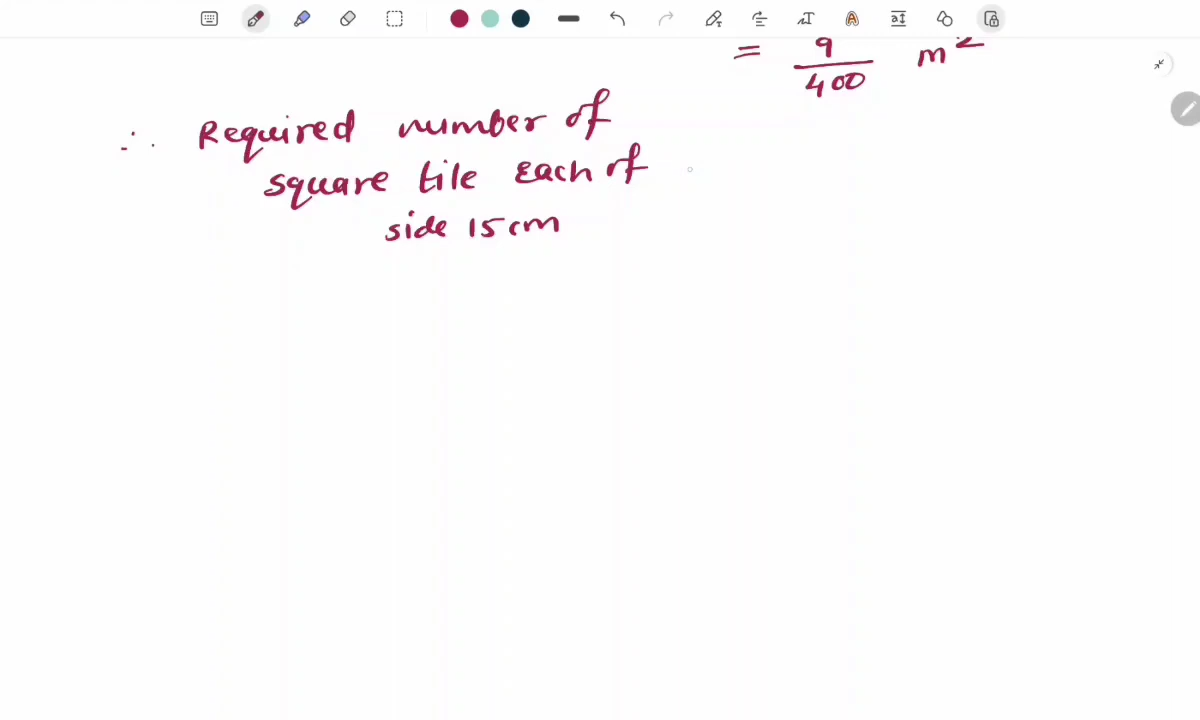 = 9/400 m²
∴ Required number of
square tile Each of
side 15 cm